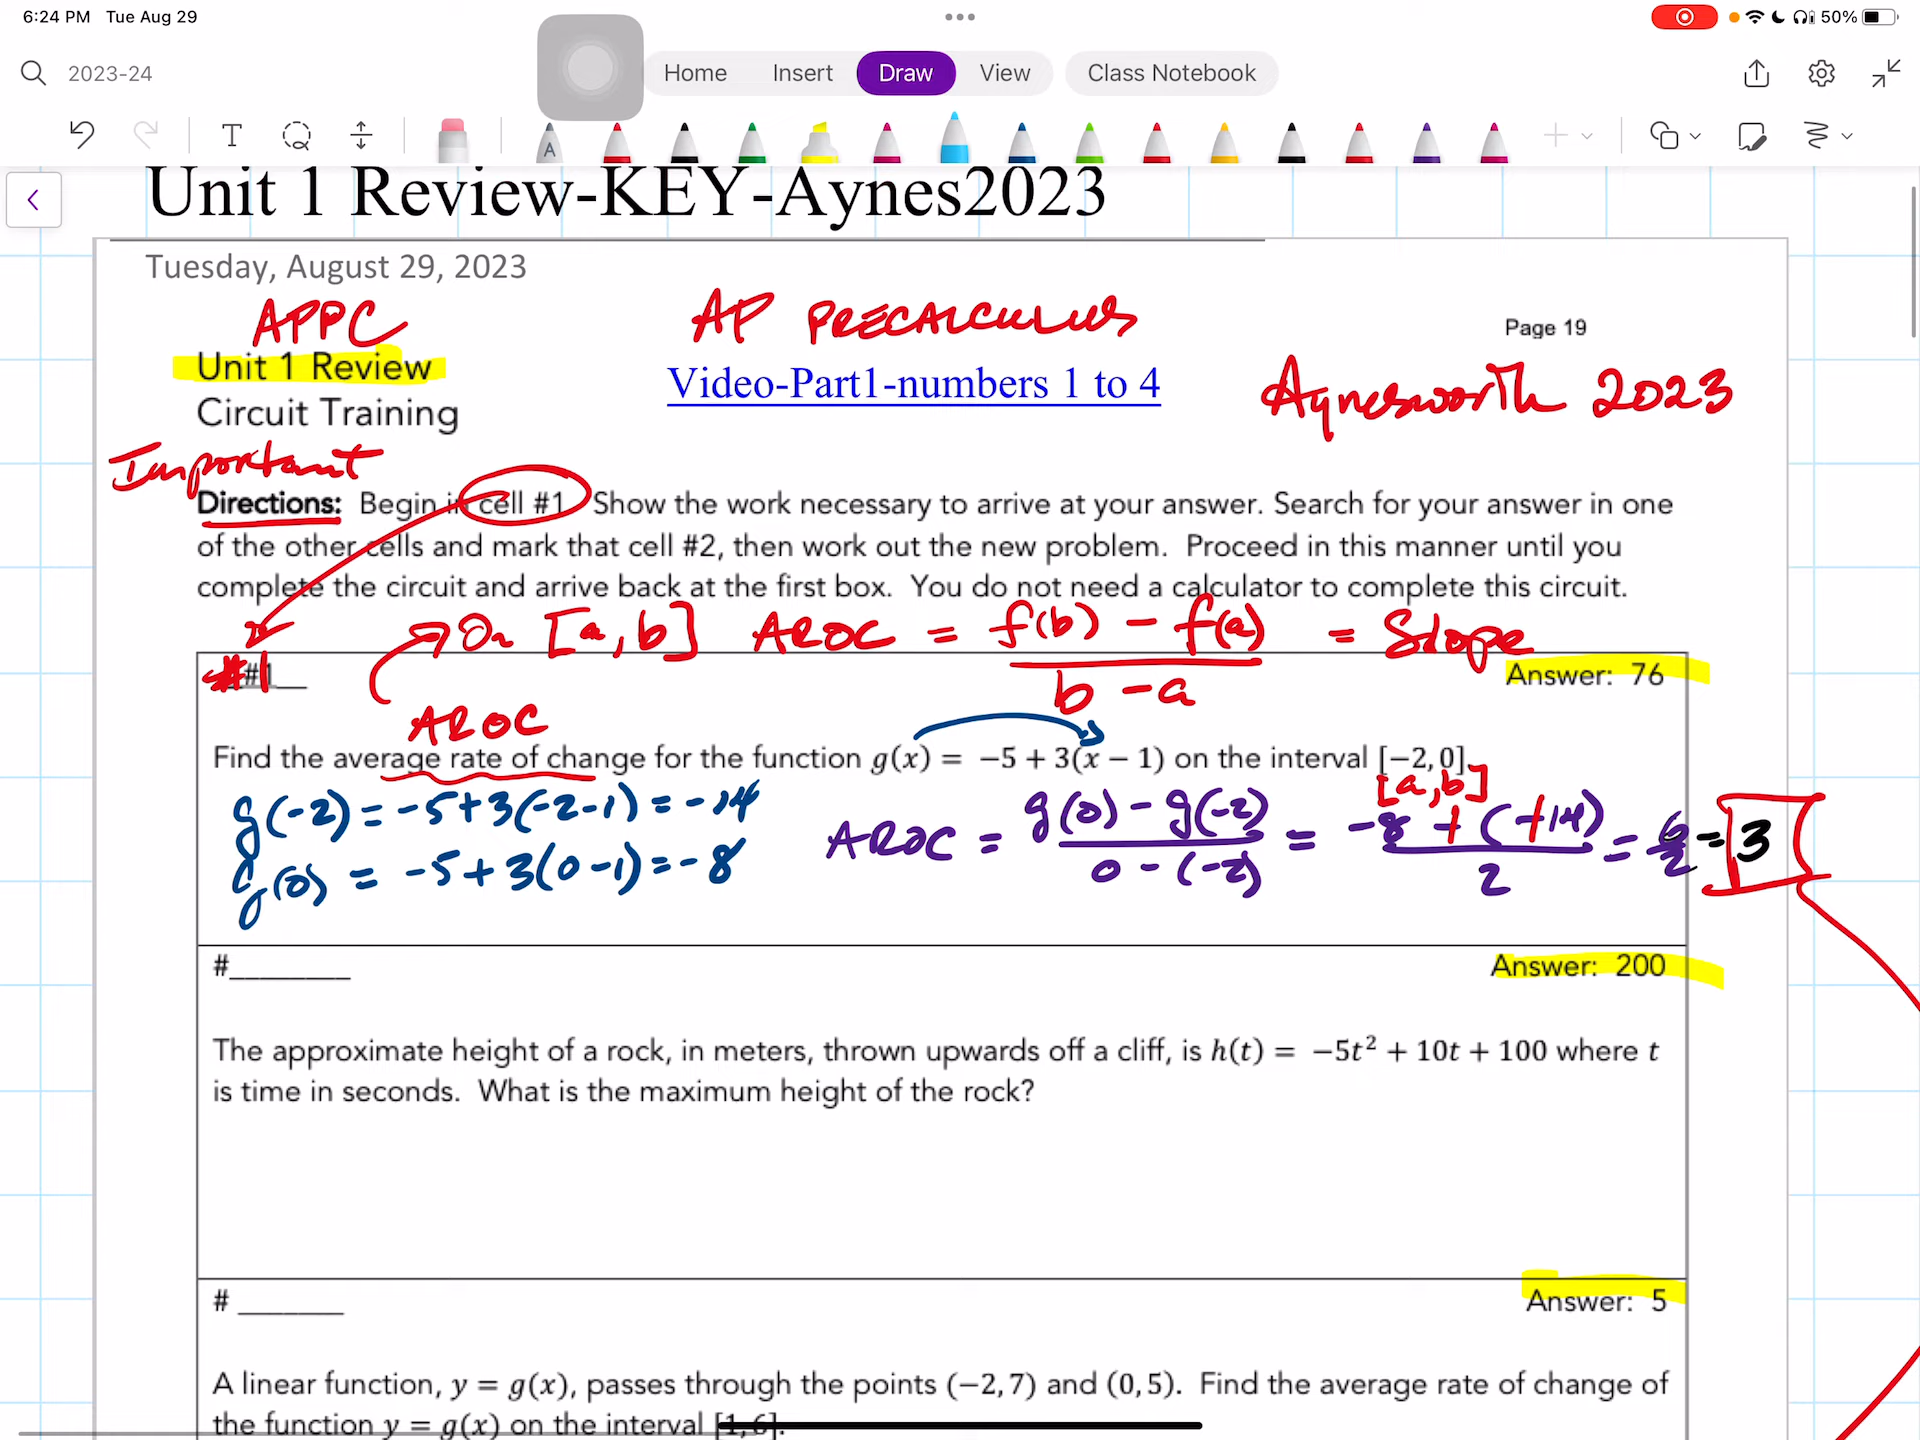 6:24 PM Tue Aug 29
50%
2023-24
Home Insert Draw View Class Notebook
T
A
Unit 1 Review-KEY-Aynes2023
Tuesday, August 29, 2023
APPC
AP PRECALCULUS
Page 19
Unit 1 Review
Video-Part1-numbers 1 to 4
Aynesworth 2023
Circuit Training
Important
Directions: Begin in cell #1. Show the work necessary to arrive at your answer. Search for your answer in one
of the other cells and mark that cell #2, then work out the new problem. Proceed in this manner until you
complete the circuit and arrive back at the first box. You do not need a calculator to complete this circuit.
On [a,b] AROC = f(b) - f(a) / b - a = Slope
#1
Answer: 76
AROC
Find the average rate of change for the function g(x) = −5 + 3(x − 1) on the interval [−2, 0].
[a,b]
g(-2) = -5+3(-2-1) = -14
g(0) = -5+3(0-1) = -8
AROC = g(0) - g(-2) / 0 - (-2) = -8 + (+14) / 2 = 6/2 = 3
#________
Answer: 200
The approximate height of a rock, in meters, thrown upwards off a cliff, is h(t) = −5t² + 10t + 100 where t
is time in seconds. What is the maximum height of the rock?
# _______
Answer: 5
A linear function, y = g(x), passes through the points (−2, 7) and (0, 5). Find the average rate of change of
the function y = g(x) on the interval [1, 6].